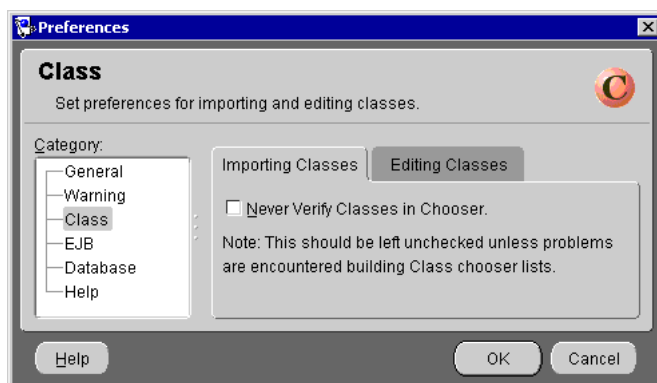 Preferences
Class
Set preferences for importing and editing classes.
C
Category:
General
Warning
Class
EJB
Database
Help
Importing Classes
Editing Classes
Never Verify Classes in Chooser.
Note: This should be left unchecked unless problems
are encountered building Class chooser lists.
Help
OK
Cancel